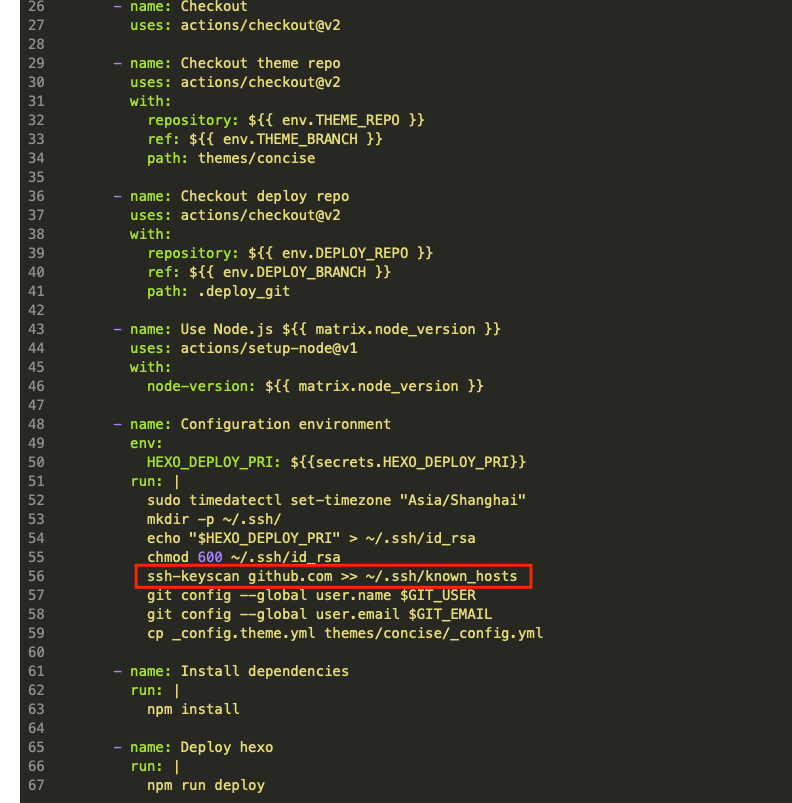 26 - name: Checkout
27 uses: actions/checkout@v2
28
29 - name: Checkout theme repo
30 uses: actions/checkout@v2
31 with:
32 repository: ${{ env.THEME_REPO }}
33 ref: ${{ env.THEME_BRANCH }}
34 path: themes/concise
35
36 - name: Checkout deploy repo
37 uses: actions/checkout@v2
38 with:
39 repository: ${{ env.DEPLOY_REPO }}
40 ref: ${{ env.DEPLOY_BRANCH }}
41 path: .deploy_git
42
43 - name: Use Node.js ${{ matrix.node_version }}
44 uses: actions/setup-node@v1
45 with:
46 node-version: ${{ matrix.node_version }}
47
48 - name: Configuration environment
49 env:
50 HEXO_DEPLOY_PRI: ${{secrets.HEXO_DEPLOY_PRI}}
51 run: |
52 sudo timedatectl set-timezone "Asia/Shanghai"
53 mkdir -p ~/.ssh/
54 echo "$HEXO_DEPLOY_PRI" > ~/.ssh/id_rsa
55 chmod 600 ~/.ssh/id_rsa
56 ssh-keyscan github.com >> ~/.ssh/known_hosts
57 git config --global user.name $GIT_USER
58 git config --global user.email $GIT_EMAIL
59 cp _config.theme.yml themes/concise/_config.yml
60
61 - name: Install dependencies
62 run: |
63 npm install
64
65 - name: Deploy hexo
66 run: |
67 npm run deploy